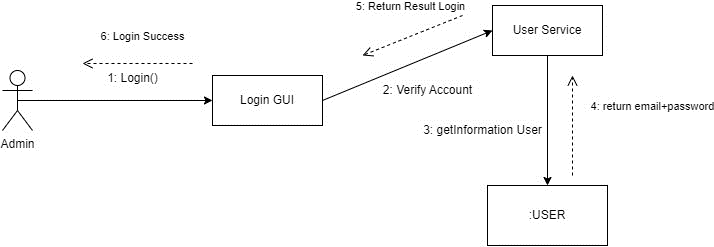 5: Return Result Login
User Service
6: Login Success
1: Login()
Login GUI
2: Verify Account
4: return email+password
3: getInformation User
Admin
:USER